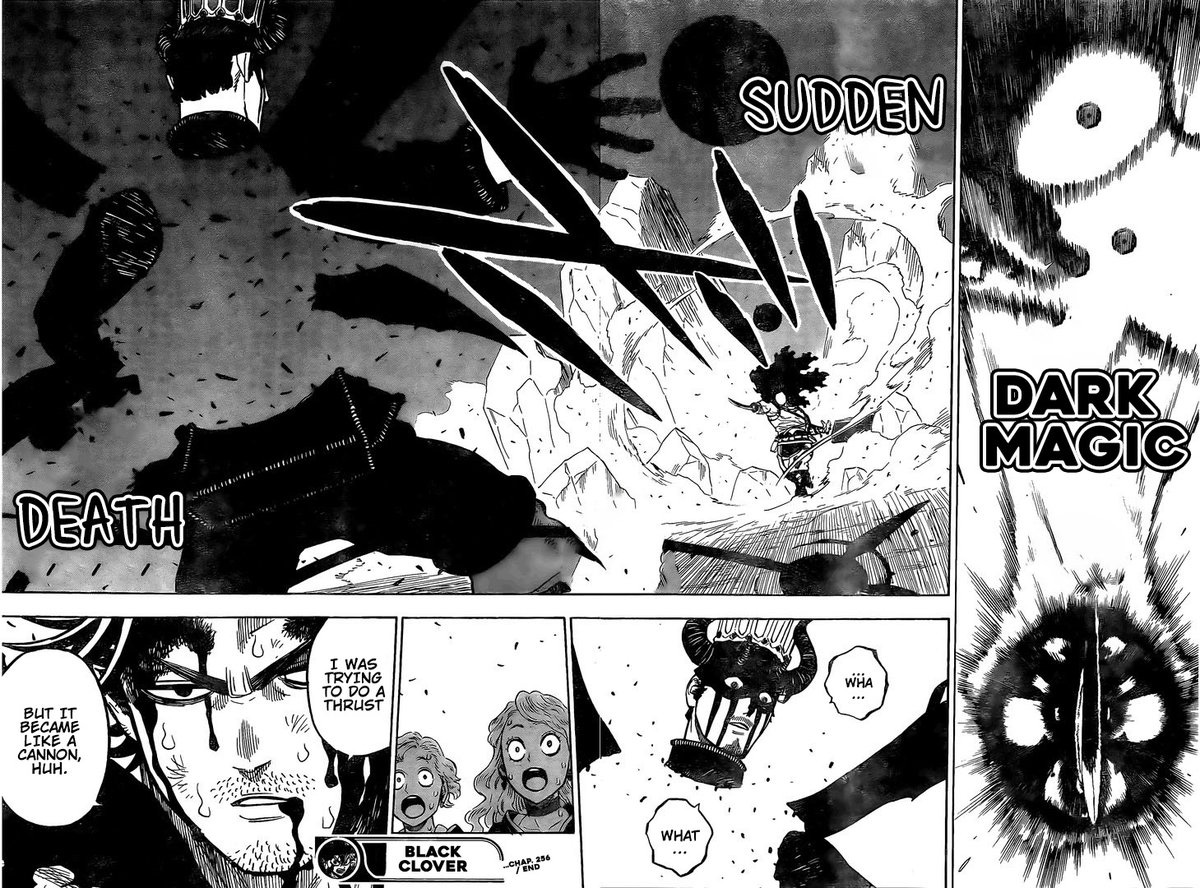 DARK
MAGIC
SUDDEN
DEATH
WHA
...
WHAT
...
I WAS
TRYING
TO DO A
THRUST
BUT IT
BECAME
LIKE A
CANNON,
HUH.
BLACK
CLOVER
...CHAP. 256
/ END